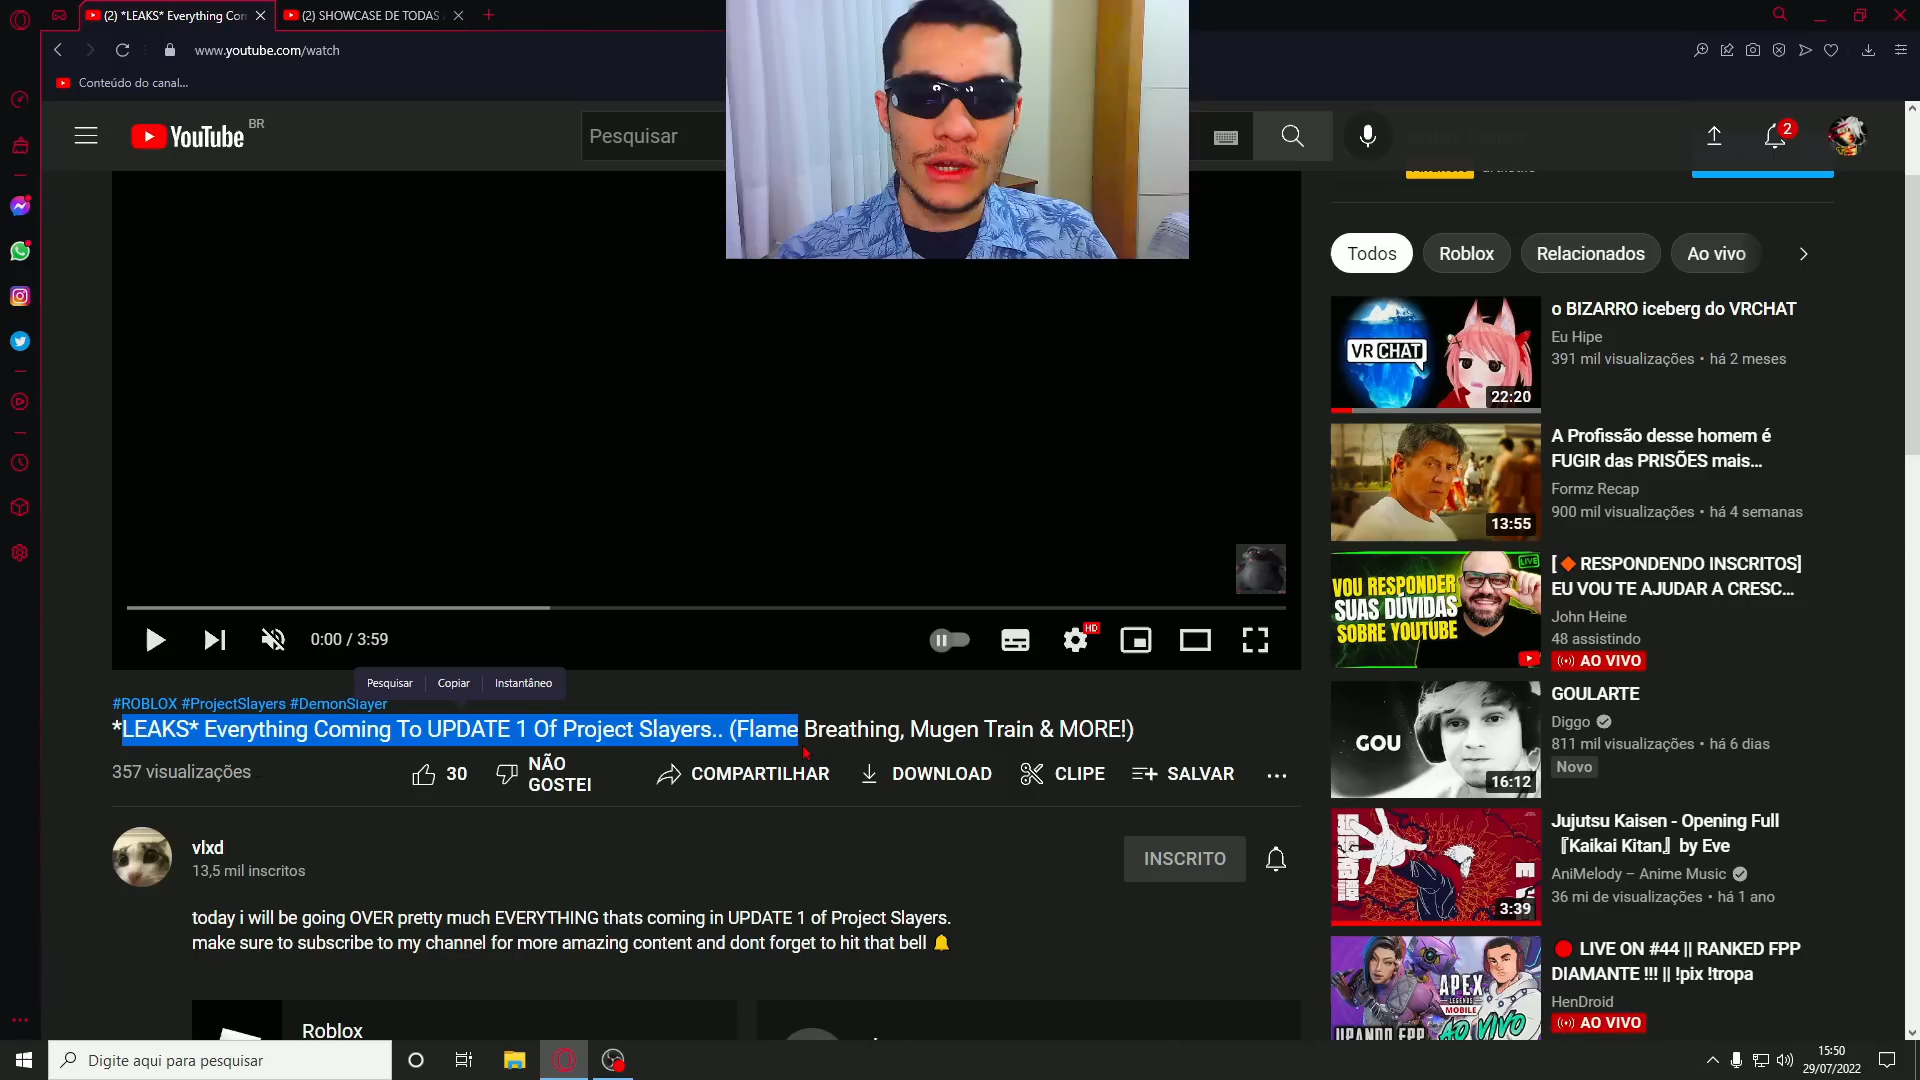 (2) *LEAKS* Everything Con
(2) SHOWCASE DE TODAS
www.youtube.com/watch
Conteúdo do canal...
YouTube BR
Pesquisar
2
Todos
Roblox
Relacionados
Ao vivo
VR CHAT
22:20
o BIZARRO iceberg do VRCHAT
Eu Hipe
391 mil visualizações • há 2 meses
13:55
A Profissão desse homem é
FUGIR das PRISÕES mais...
Formz Recap
900 mil visualizações • há 4 semanas
LIVE
VOU RESPONDER
SUAS DÚVIDAS
SOBRE YOUTUBE
[🔶RESPONDENDO INSCRITOS]
EU VOU TE AJUDAR A CRESC...
John Heine
48 assistindo
AO VIVO
GOU
16:12
GOULARTE
Diggo
811 mil visualizações • há 6 dias
Novo
3:39
Jujutsu Kaisen - Opening Full
『Kaikai Kitan』by Eve
AniMelody – Anime Music
36 mi de visualizações • há 1 ano
APEX
LEGENDS
MOBILE
UPANDO FPP
AO VIVO
🔴 LIVE ON #44 || RANKED FPP
DIAMANTE !!! || !pix !tropa
HenDroid
AO VIVO
0:00 / 3:59
HD
Pesquisar
Copiar
Instantâneo
#ROBLOX #ProjectSlayers #DemonSlayer
*LEAKS* Everything Coming To UPDATE 1 Of Project Slayers.. (Flame Breathing, Mugen Train & MORE!)
357 visualizações
30
NÃO
GOSTEI
COMPARTILHAR
DOWNLOAD
CLIPE
SALVAR
vlxd
13,5 mil inscritos
INSCRITO
today i will be going OVER pretty much EVERYTHING thats coming in UPDATE 1 of Project Slayers.
make sure to subscribe to my channel for more amazing content and dont forget to hit that bell 🔔
Roblox
Digite aqui para pesquisar
15:50
29/07/2022